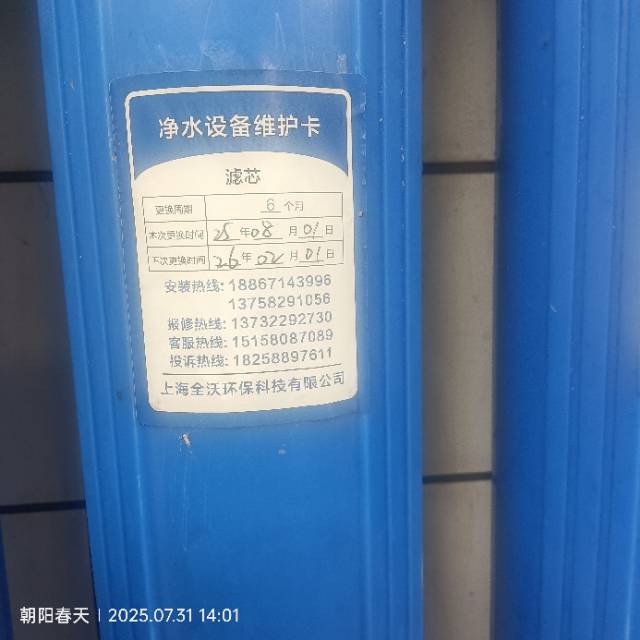 净水设备维护卡
滤芯
更换周期 6 个月
本次更换时间 25 年 08 月 01 日
下次更换时间 26 年 02 月 01 日
安装热线: 18867143996
13758291056
报修热线: 13732292730
客服热线: 15158087089
投诉热线: 18258897611
上海全沃环保科技有限公司
朝阳春天 | 2025.07.31 14:01